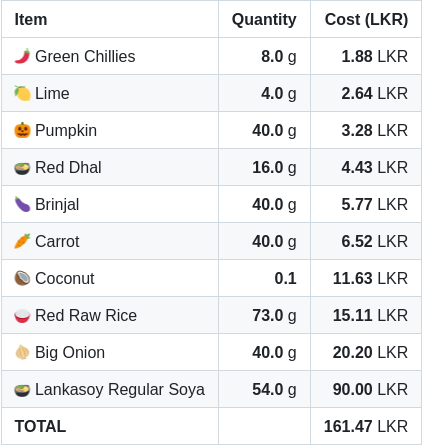 Item Quantity Cost (LKR)
Green Chillies 8.0 g 1.88 LKR
Lime 4.0 g 2.64 LKR
Pumpkin 40.0 g 3.28 LKR
Red Dhal 16.0 g 4.43 LKR
Brinjal 40.0 g 5.77 LKR
Carrot 40.0 g 6.52 LKR
Coconut 0.1 11.63 LKR
Red Raw Rice 73.0 g 15.11 LKR
Big Onion 40.0 g 20.20 LKR
Lankasoy Regular Soya 54.0 g 90.00 LKR
TOTAL 161.47 LKR